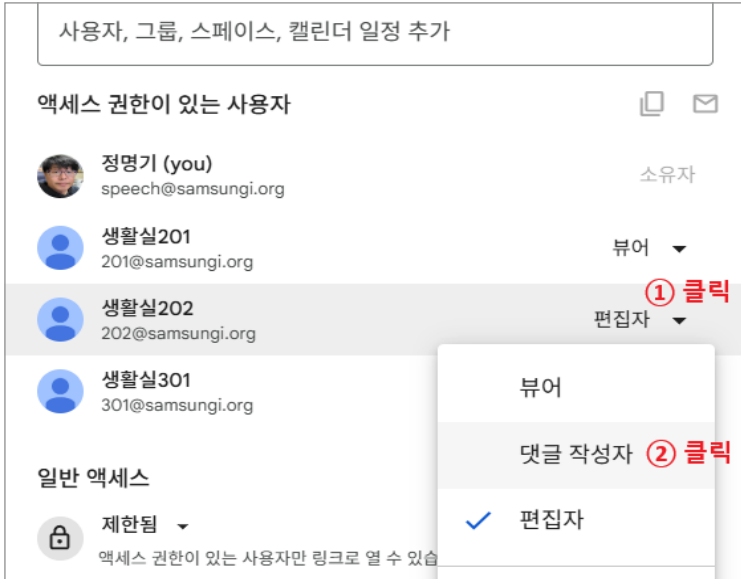 사용자, 그룹, 스페이스, 캘린더 일정 추가
액세스 권한이 있는 사용자
정명기 (you)
speech@samsungi.org
소유자
생활실201
201@samsungi.org
뷰어
① 클릭
생활실202
202@samsungi.org
편집자
생활실301
301@samsungi.org
뷰어
댓글 작성자 ② 클릭
편집자
일반 액세스
제한됨
액세스 권한이 있는 사용자만 링크로 열 수 있습